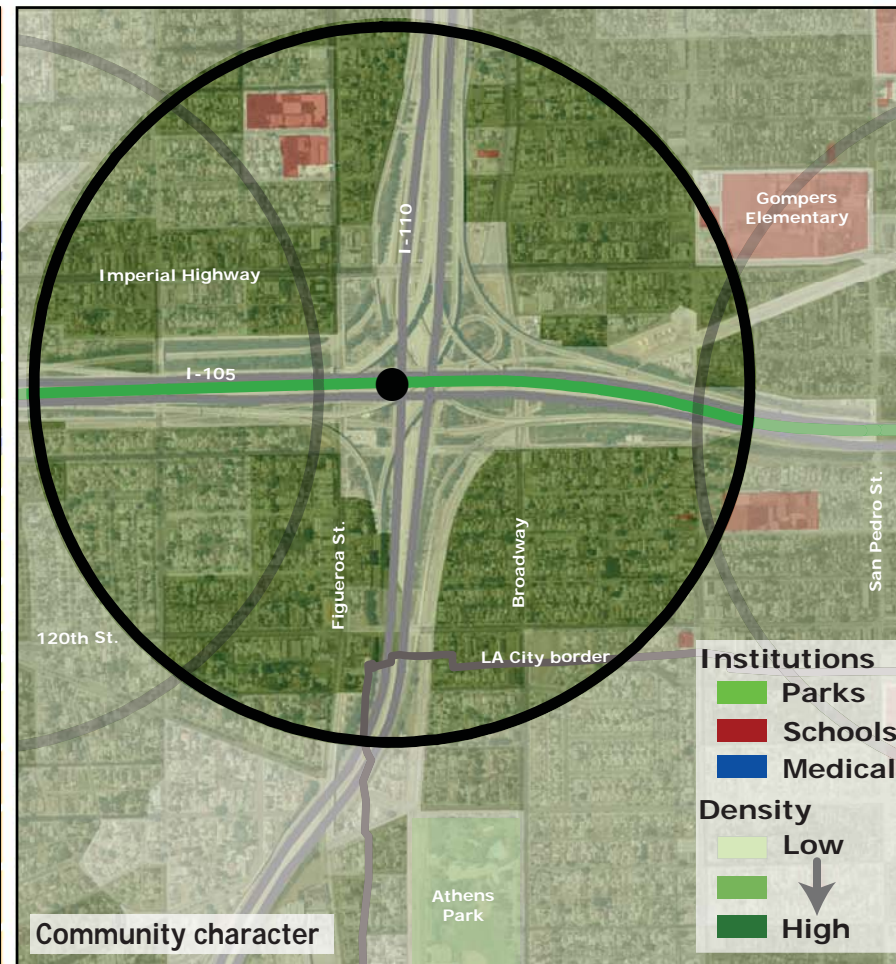 Gompers
Elementary
I-110
Imperial Highway
I-105
Figueroa St.
Broadway
San Pedro St.
120th St.
LA City border
Institutions
Parks
Schools
Medical
Density
Low
High
Athens
Park
Community character